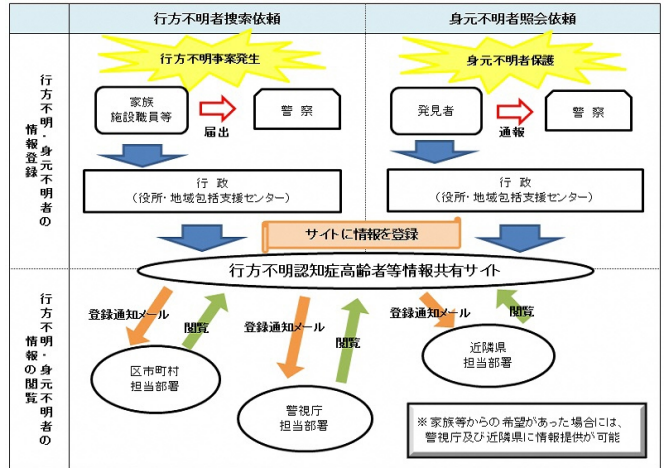 行方不明者捜索依頼
身元不明者照会依頼
行方不明・身元不明者の
情報登録
行方不明事案発生
身元不明者保護
家族
施設職員等
届出
警察
発見者
通報
警察
行政
（役所・地域包括支援センター）
行政
（役所・地域包括支援センター）
サイトに情報を登録
行方不明認知症高齢者等情報共有サイト
行方不明・身元不明者の
情報の閲覧
登録通知メール
閲覧
登録通知メール
閲覧
登録通知メール
閲覧
区市町村
担当部署
警視庁
担当部署
近隣県
担当部署
※家族等からの希望があった場合には、
警視庁及び近隣県に情報提供が可能